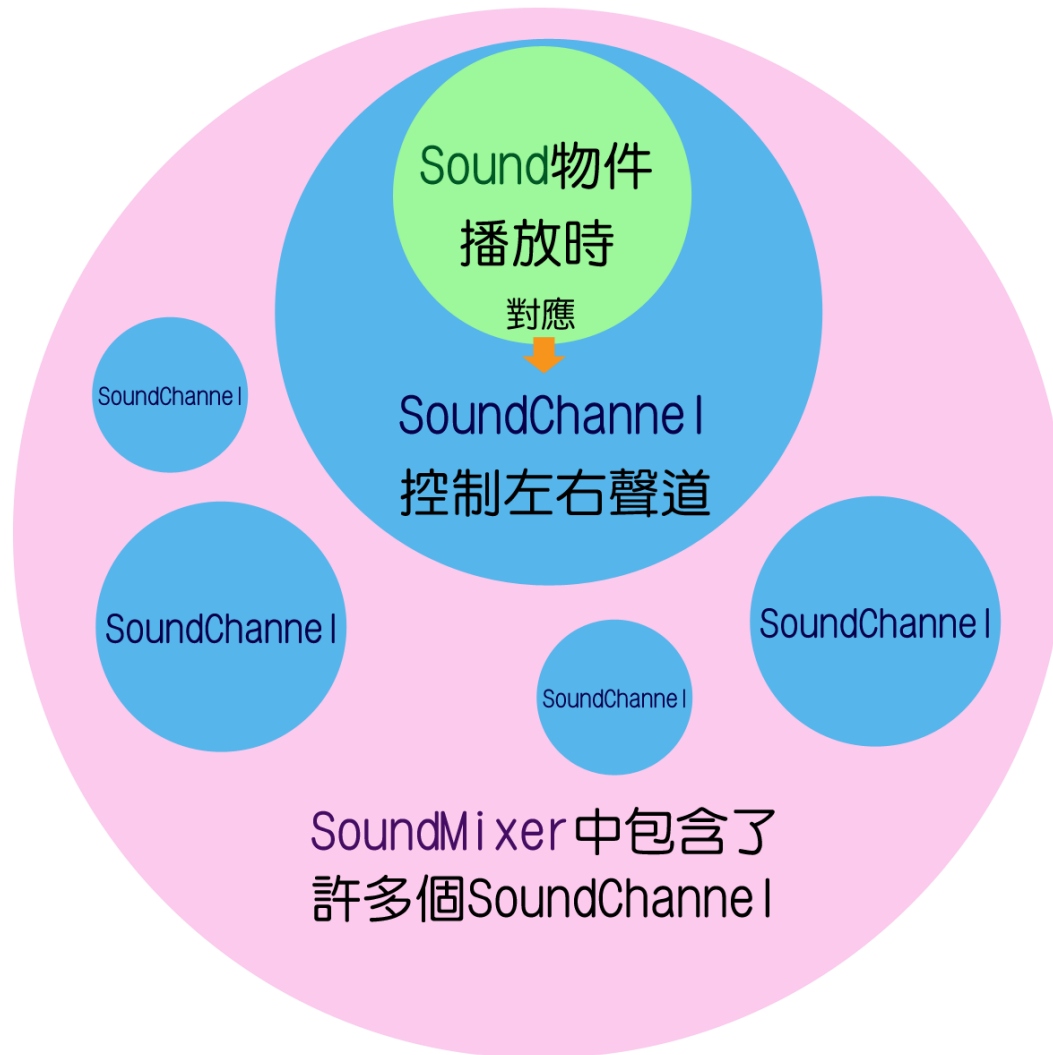 Sound物件
播放時
對應
SoundChannel
控制左右聲道
SoundChannel
SoundChannel
SoundChannel
SoundChannel
SoundMixer中包含了
許多個SoundChannel